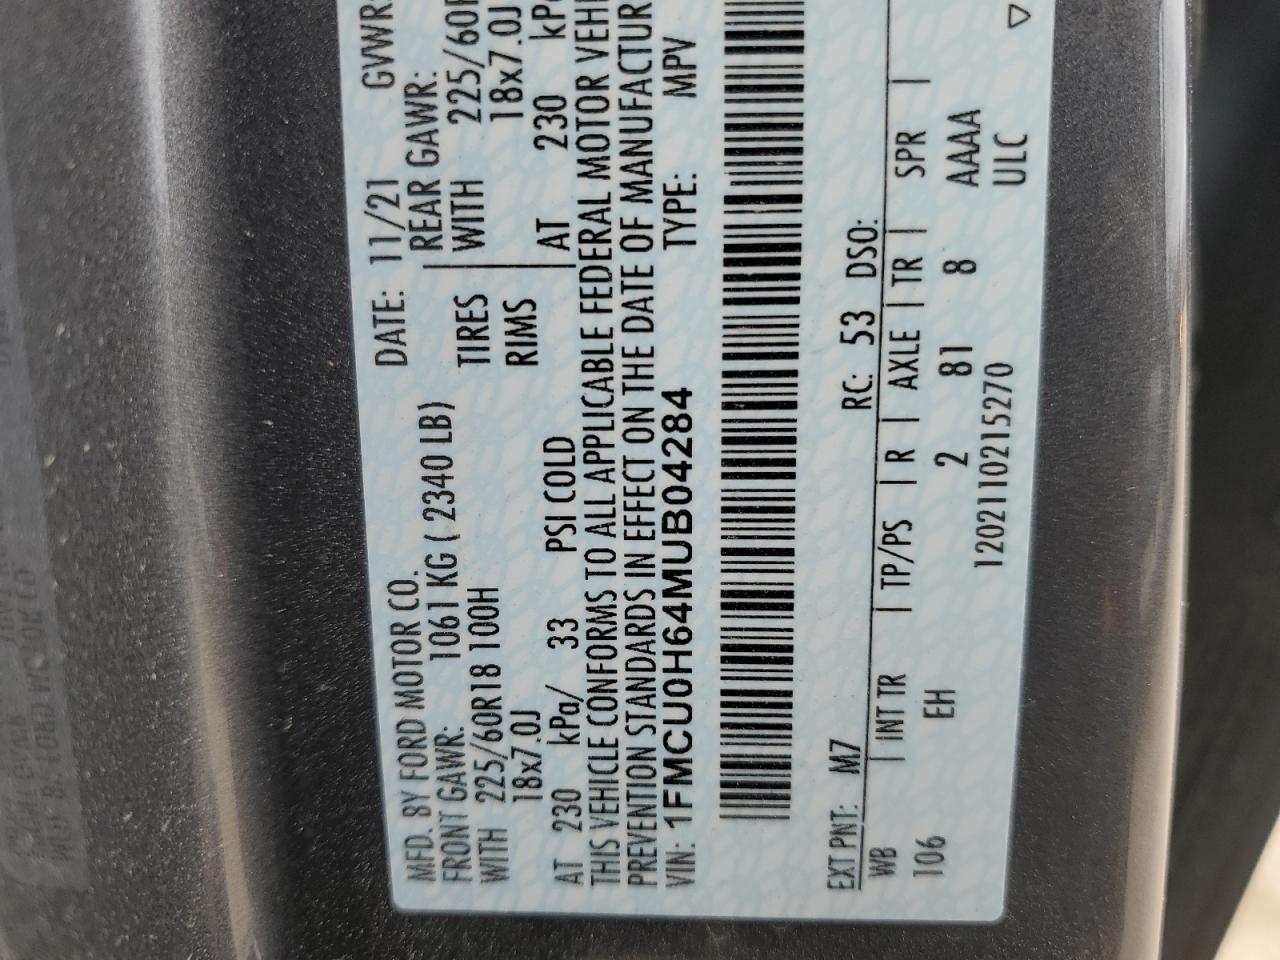 MFD. BY FORD MOTOR CO. DATE: 11/21 GVWR:
FRONT GAWR: 1061 KG ( 2340 LB) REAR GAWR:
WITH 225/60R18 100H TIRES WITH 225/60R
18x7.0J RIMS 18x7.0J
AT 230 kPa/ 33 PSI COLD AT 230 kPa
THIS VEHICLE CONFORMS TO ALL APPLICABLE FEDERAL MOTOR VEHI
PREVENTION STANDARDS IN EFFECT ON THE DATE OF MANUFACTUR
VIN: 1FMCU0H64MUB04284 TYPE: MPV
EXT PNT: M7 RC: 53 DSO:
WB | INT TR | TP/PS | R | AXLE | TR | SPR |
106 EH 2 81 8 AAAA
12021102152​70 ULC